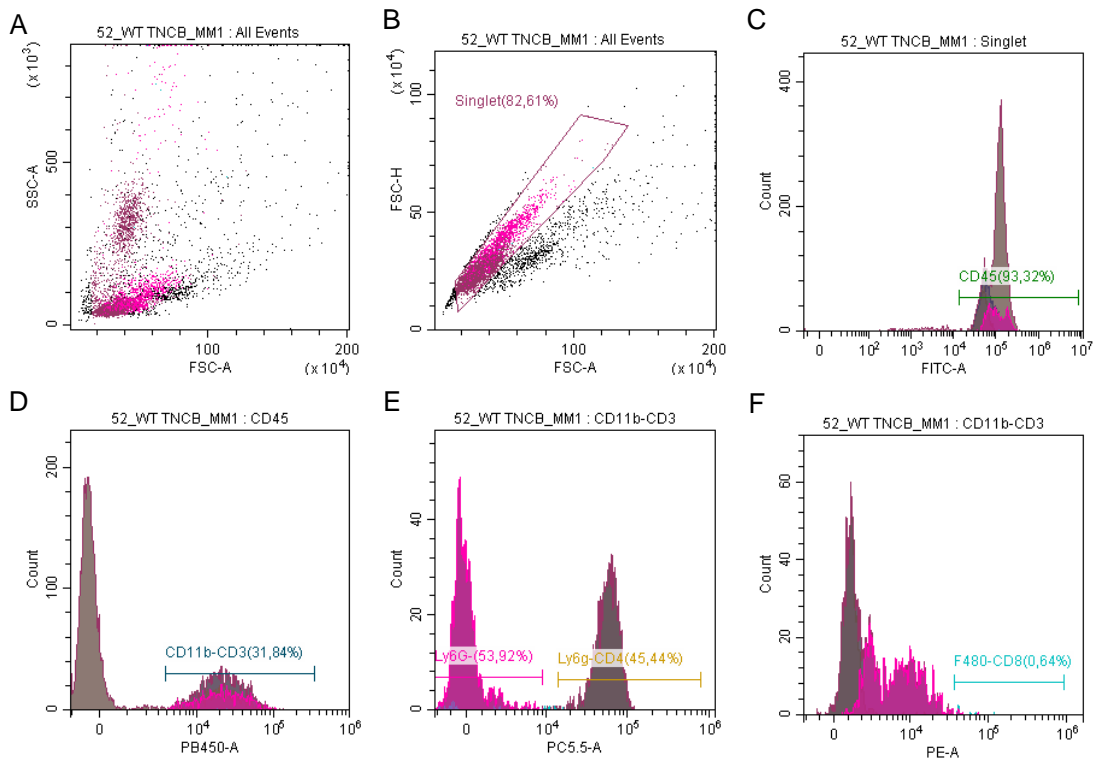 A
52_WT TNCB_MM1 : All Events
(x 10³)
500
0
SSC-A
100
200
FSC-A
(x 10⁴)
B
52_WT TNCB_MM1 : All Events
(x 10⁴)
100
50
0
FSC-H
Singlet(82,61%)
100
200
FSC-A
(x 10⁴)
C
52_WT TNCB_MM1 : Singlet
400
200
0
Count
CD45(93,32%)
0 10² 10³ 10⁴ 10⁵ 10⁶ 10⁷
FITC-A
D
52_WT TNCB_MM1 : CD45
200
100
0
Count
CD11b-CD3(31,84%)
0 10⁴ 10⁵ 10⁶
PB450-A
E
52_WT TNCB_MM1 : CD11b-CD3
40
20
0
Count
Ly6G-(53,92%)
Ly6g-CD4(45,44%)
0 10⁴ 10⁵ 10⁶
PC5.5-A
F
52_WT TNCB_MM1 : CD11b-CD3
60
40
20
0
Count
F480-CD8(0,64%)
0 10⁴ 10⁵ 10⁶
PE-A